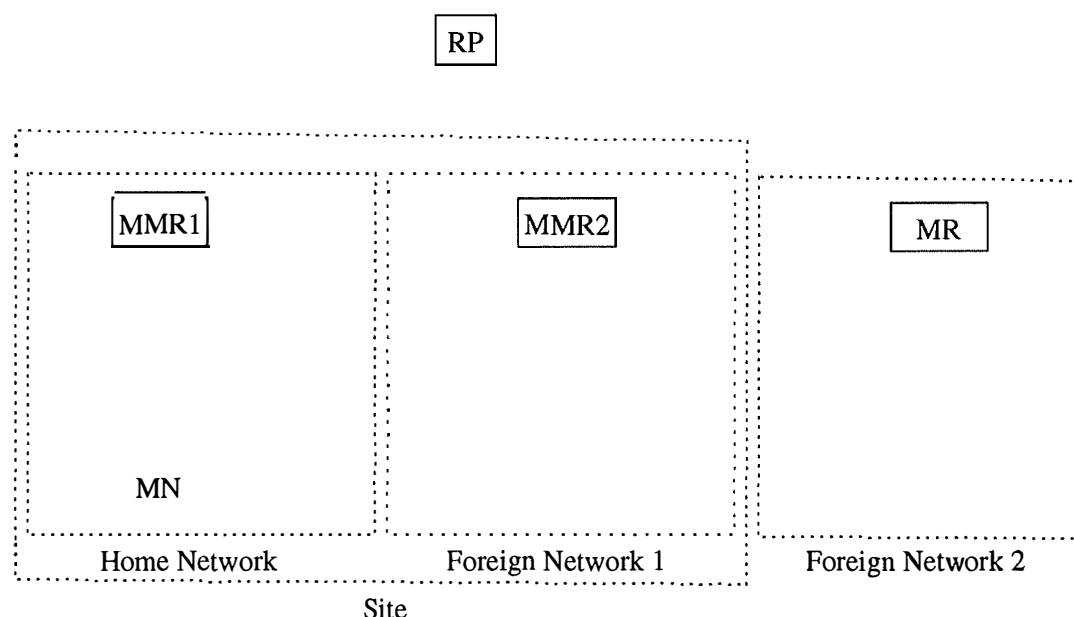 RP
MMR1 MMR2 MR
MN
Home Network Foreign Network 1 Foreign Network 2
Site